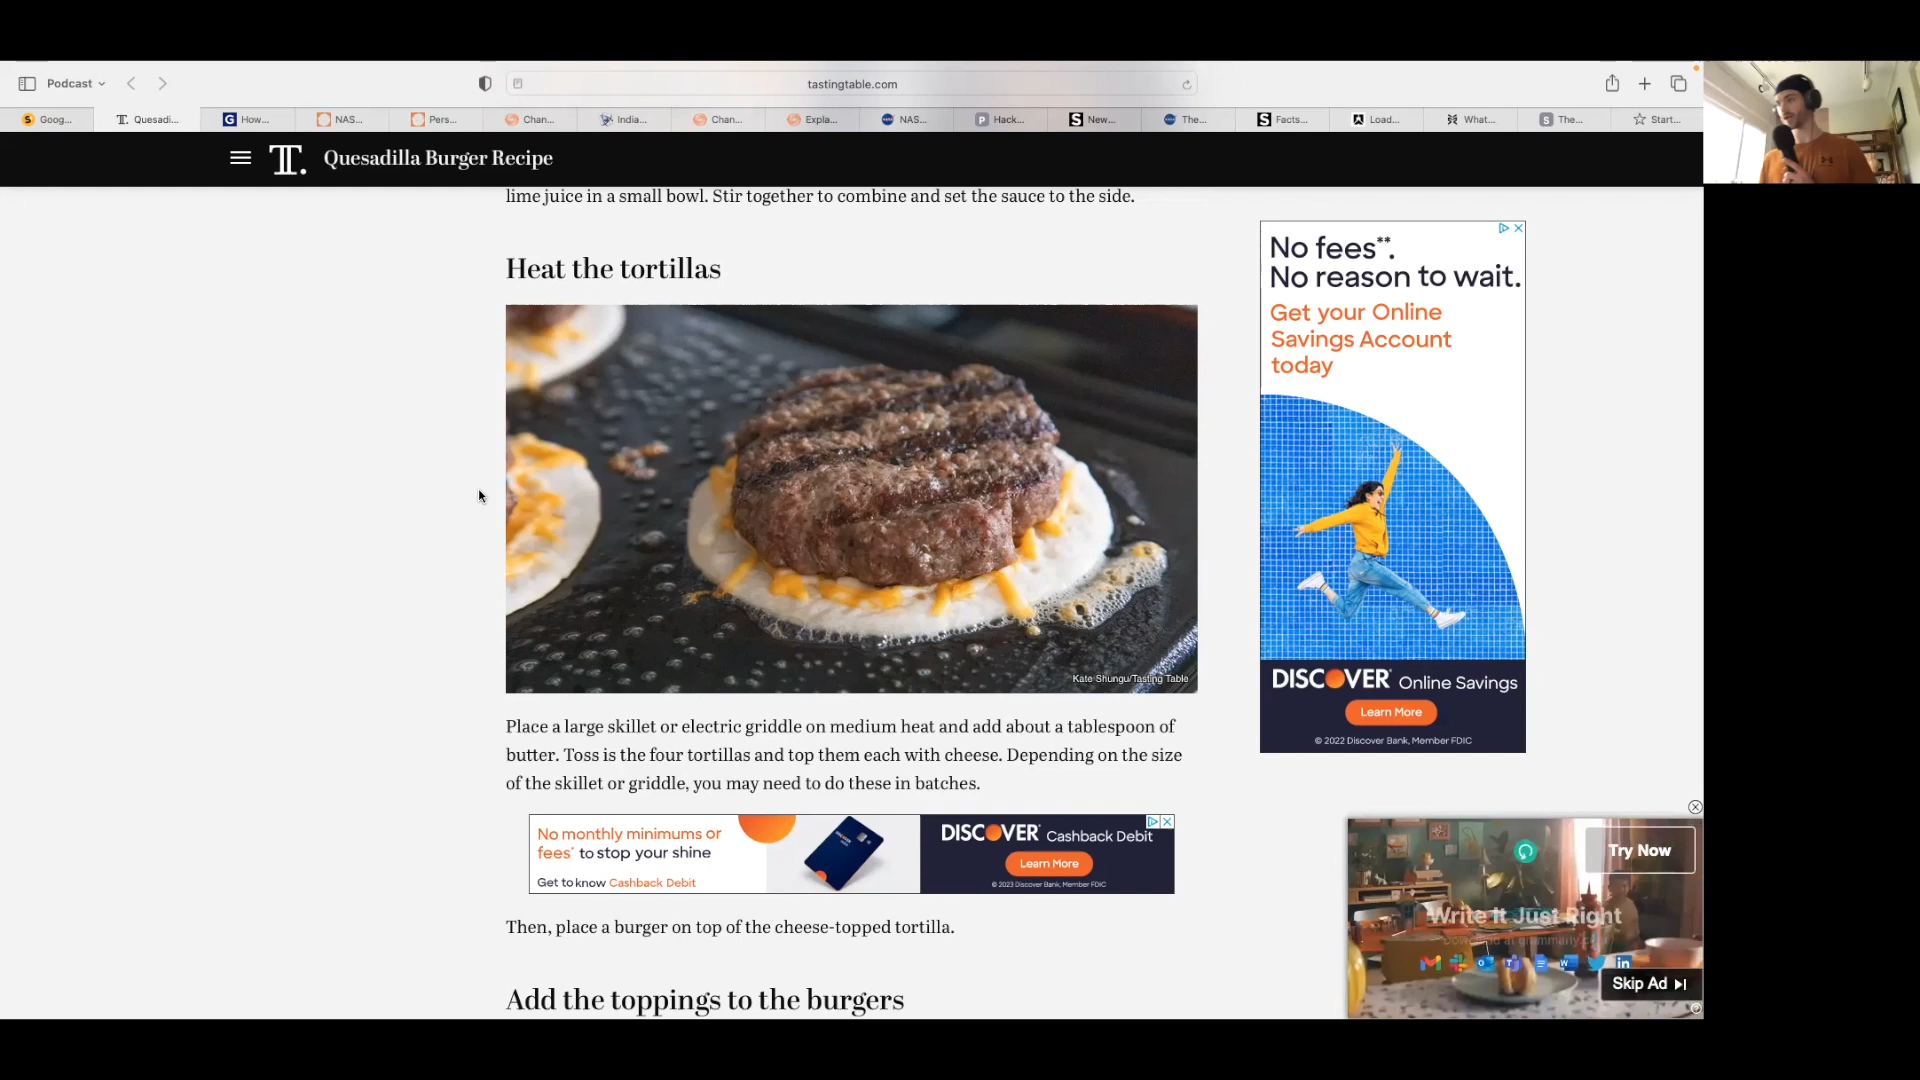 Podcast
tastingtable.com
Goog...
T. Quesadi...
G How...
NAS...
Pers...
Chan...
India...
Chan...
Expla...
NAS...
P Hack...
S New...
The...
S Facts...
Load...
What...
S The...
Start...
T. Quesadilla Burger Recipe
lime juice in a small bowl. Stir together to combine and set the sauce to the side.
Heat the tortillas
Kate Shungu/Tasting Table
Place a large skillet or electric griddle on medium heat and add about a tablespoon of
butter. Toss is the four tortillas and top them each with cheese. Depending on the size
of the skillet or griddle, you may need to do these in batches.
No monthly minimums or
fees* to stop your shine
Get to know Cashback Debit
DISCOVER Cashback Debit
Learn More
© 2023 Discover Bank, Member FDIC
Then, place a burger on top of the cheese-topped tortilla.
Add the toppings to the burgers
No fees**.
No reason to wait.
Get your Online
Savings Account
today
DISCOVER Online Savings
Learn More
© 2022 Discover Bank, Member FDIC
Try Now
Write It Just Right
Download at grammarly.com
Skip Ad